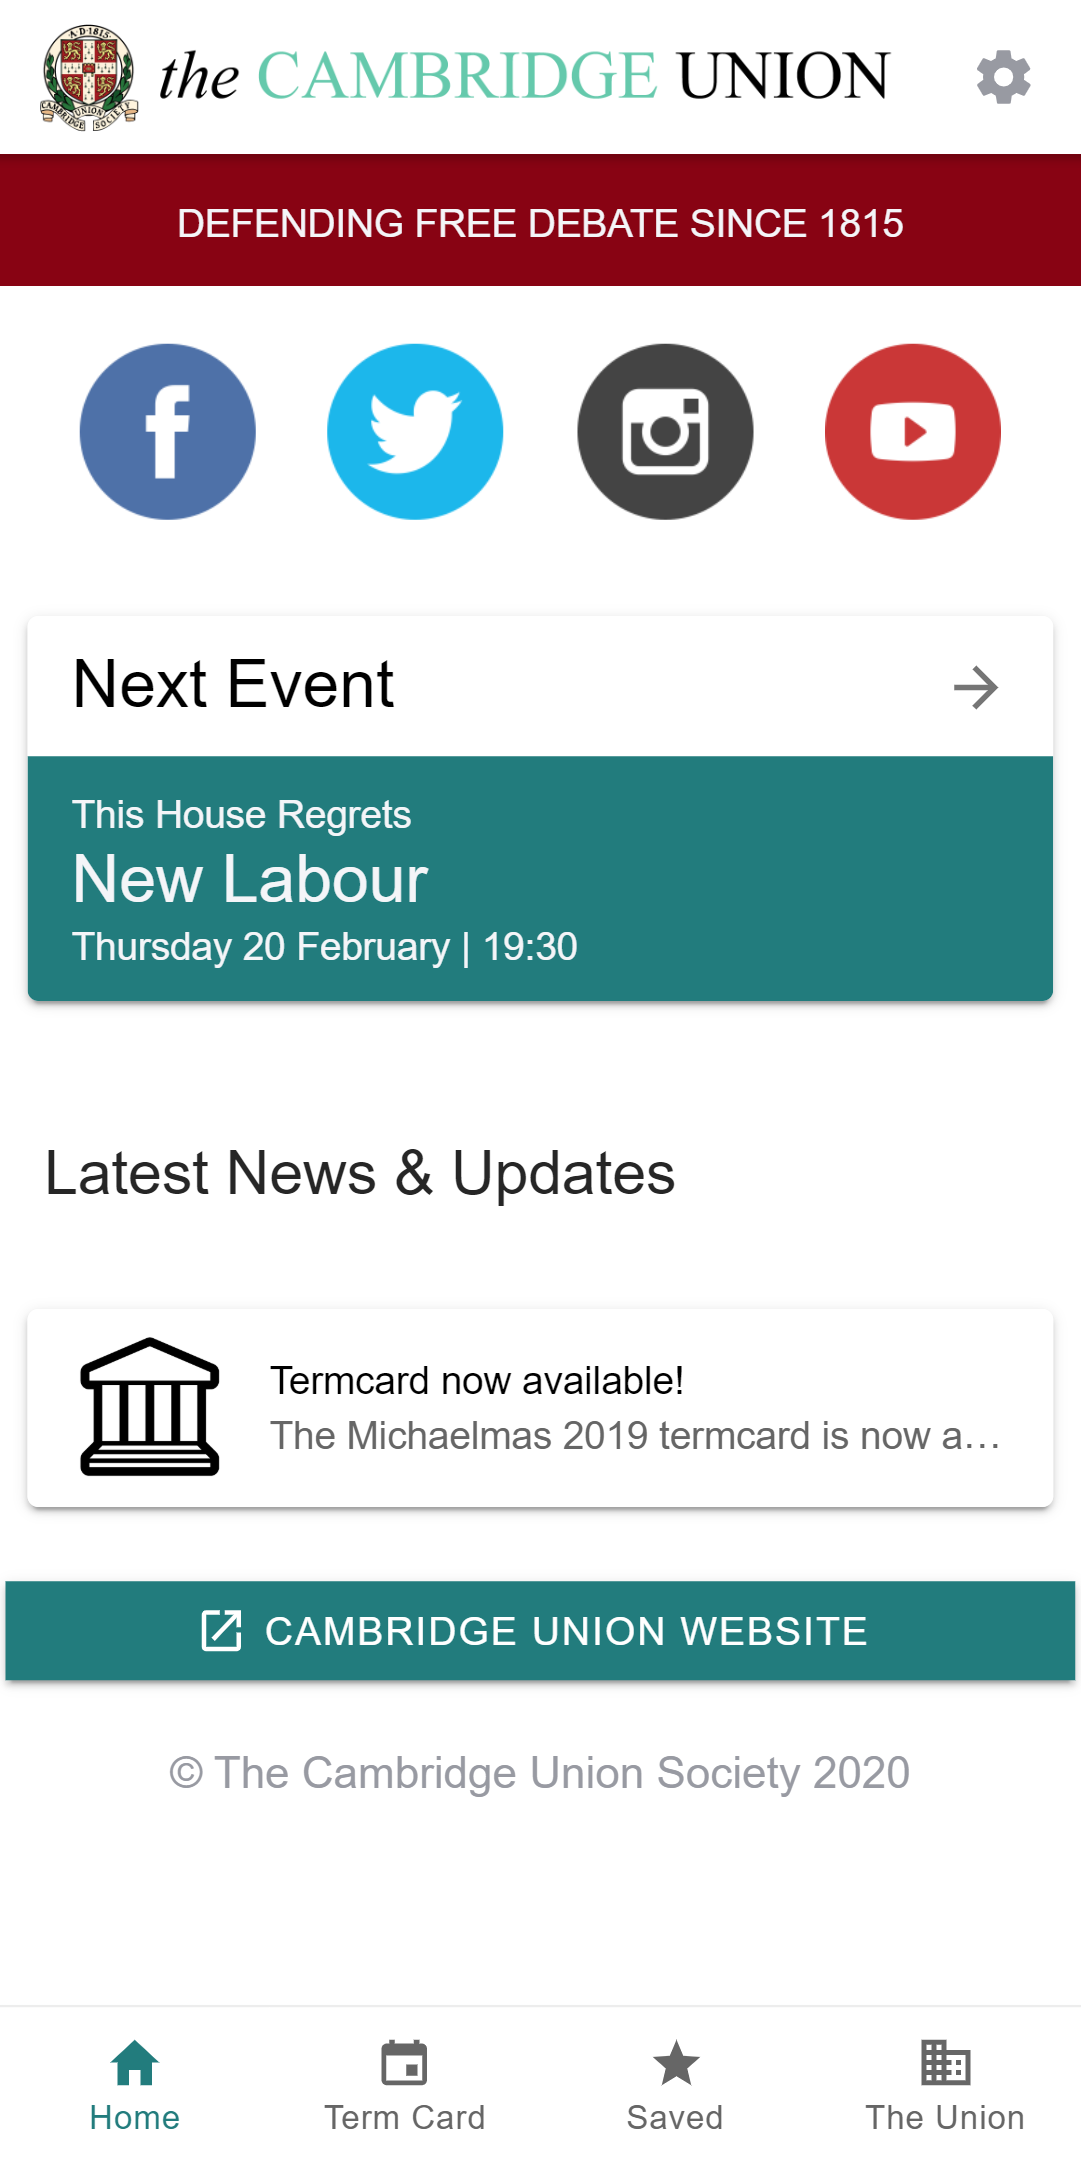 A·D·1815
CAMBRIDGE UNION SOCIETY
the CAMBRIDGE UNION
DEFENDING FREE DEBATE SINCE 1815
Next Event
This House Regrets
New Labour
Thursday 20 February | 19:30
Latest News & Updates
Termcard now available!
The Michaelmas 2019 termcard is now a...
CAMBRIDGE UNION WEBSITE
© The Cambridge Union Society 2020
Home
Term Card
Saved
The Union